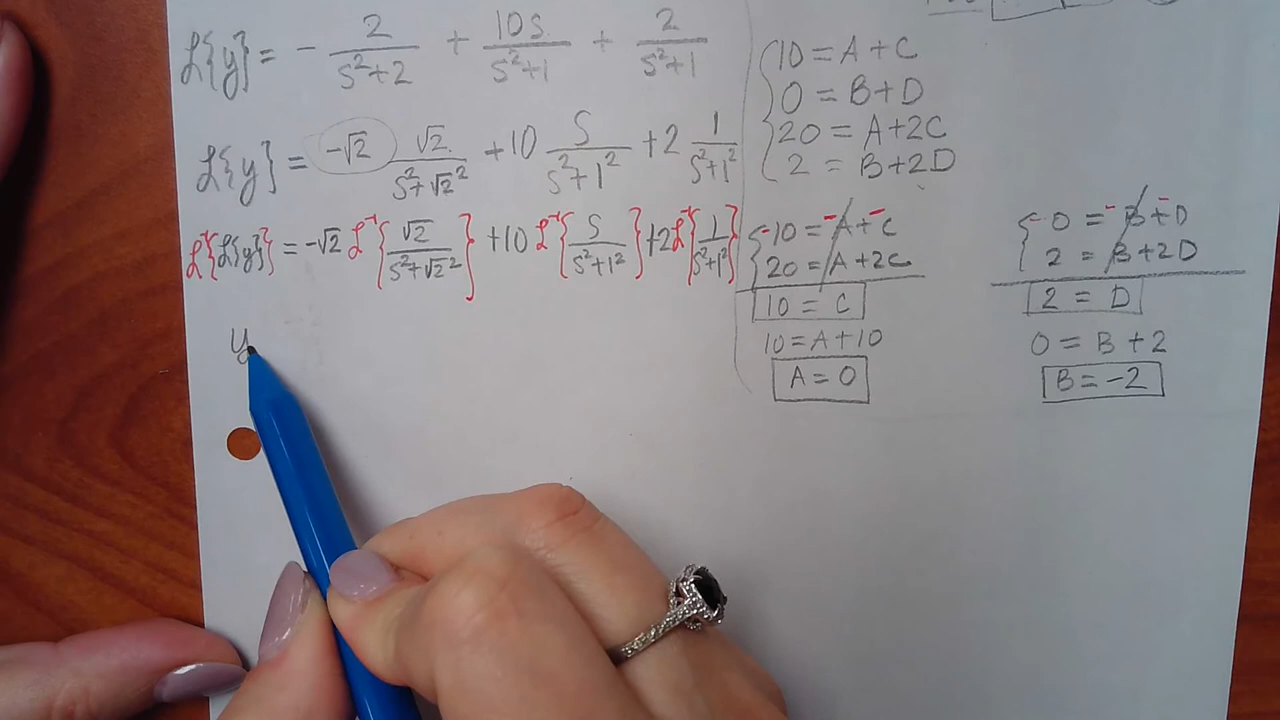 ℒ{y} = - 2/(s²+2) + 10s/(s²+1) + 2/(s²+1)
ℒ{y} = -√2 √2/(s²+√2²) + 10 s/(s²+1²) + 2 1/(s²+1²)
ℒ⁻¹{ℒ{y}} = -√2 ℒ⁻¹{√2/(s²+√2²)} + 10 ℒ⁻¹{s/(s²+1²)} + 2ℒ⁻¹{1/(s²+1²)}
y
10 = A+C
0 = B+D
20 = A+2C
2 = B+2D
-10 = -A+-C
20 = A+2C
10 = C
10 = A+10
A = 0
-0 = -B+-D
2 = B+2D
2 = D
0 = B+2
B = -2